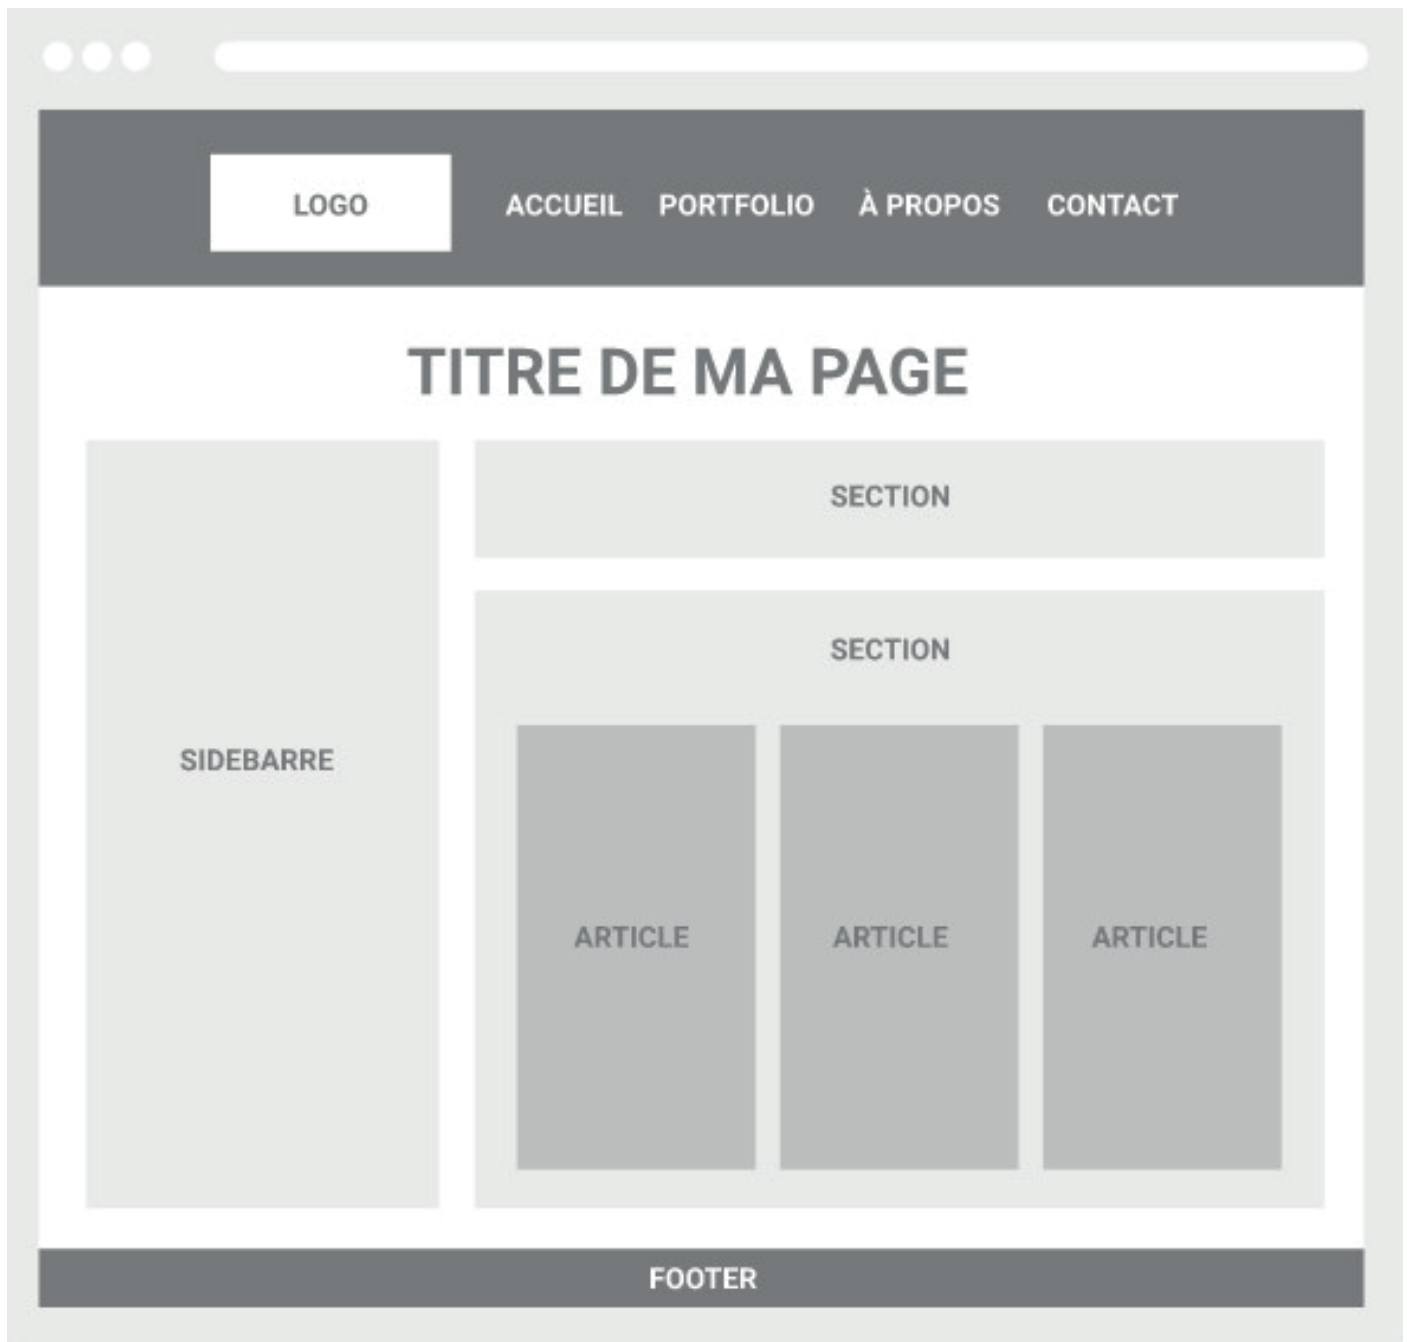 LOGO
ACCUEIL PORTFOLIO À PROPOS CONTACT
TITRE DE MA PAGE
SIDEBARRE
SECTION
SECTION
ARTICLE ARTICLE ARTICLE
FOOTER